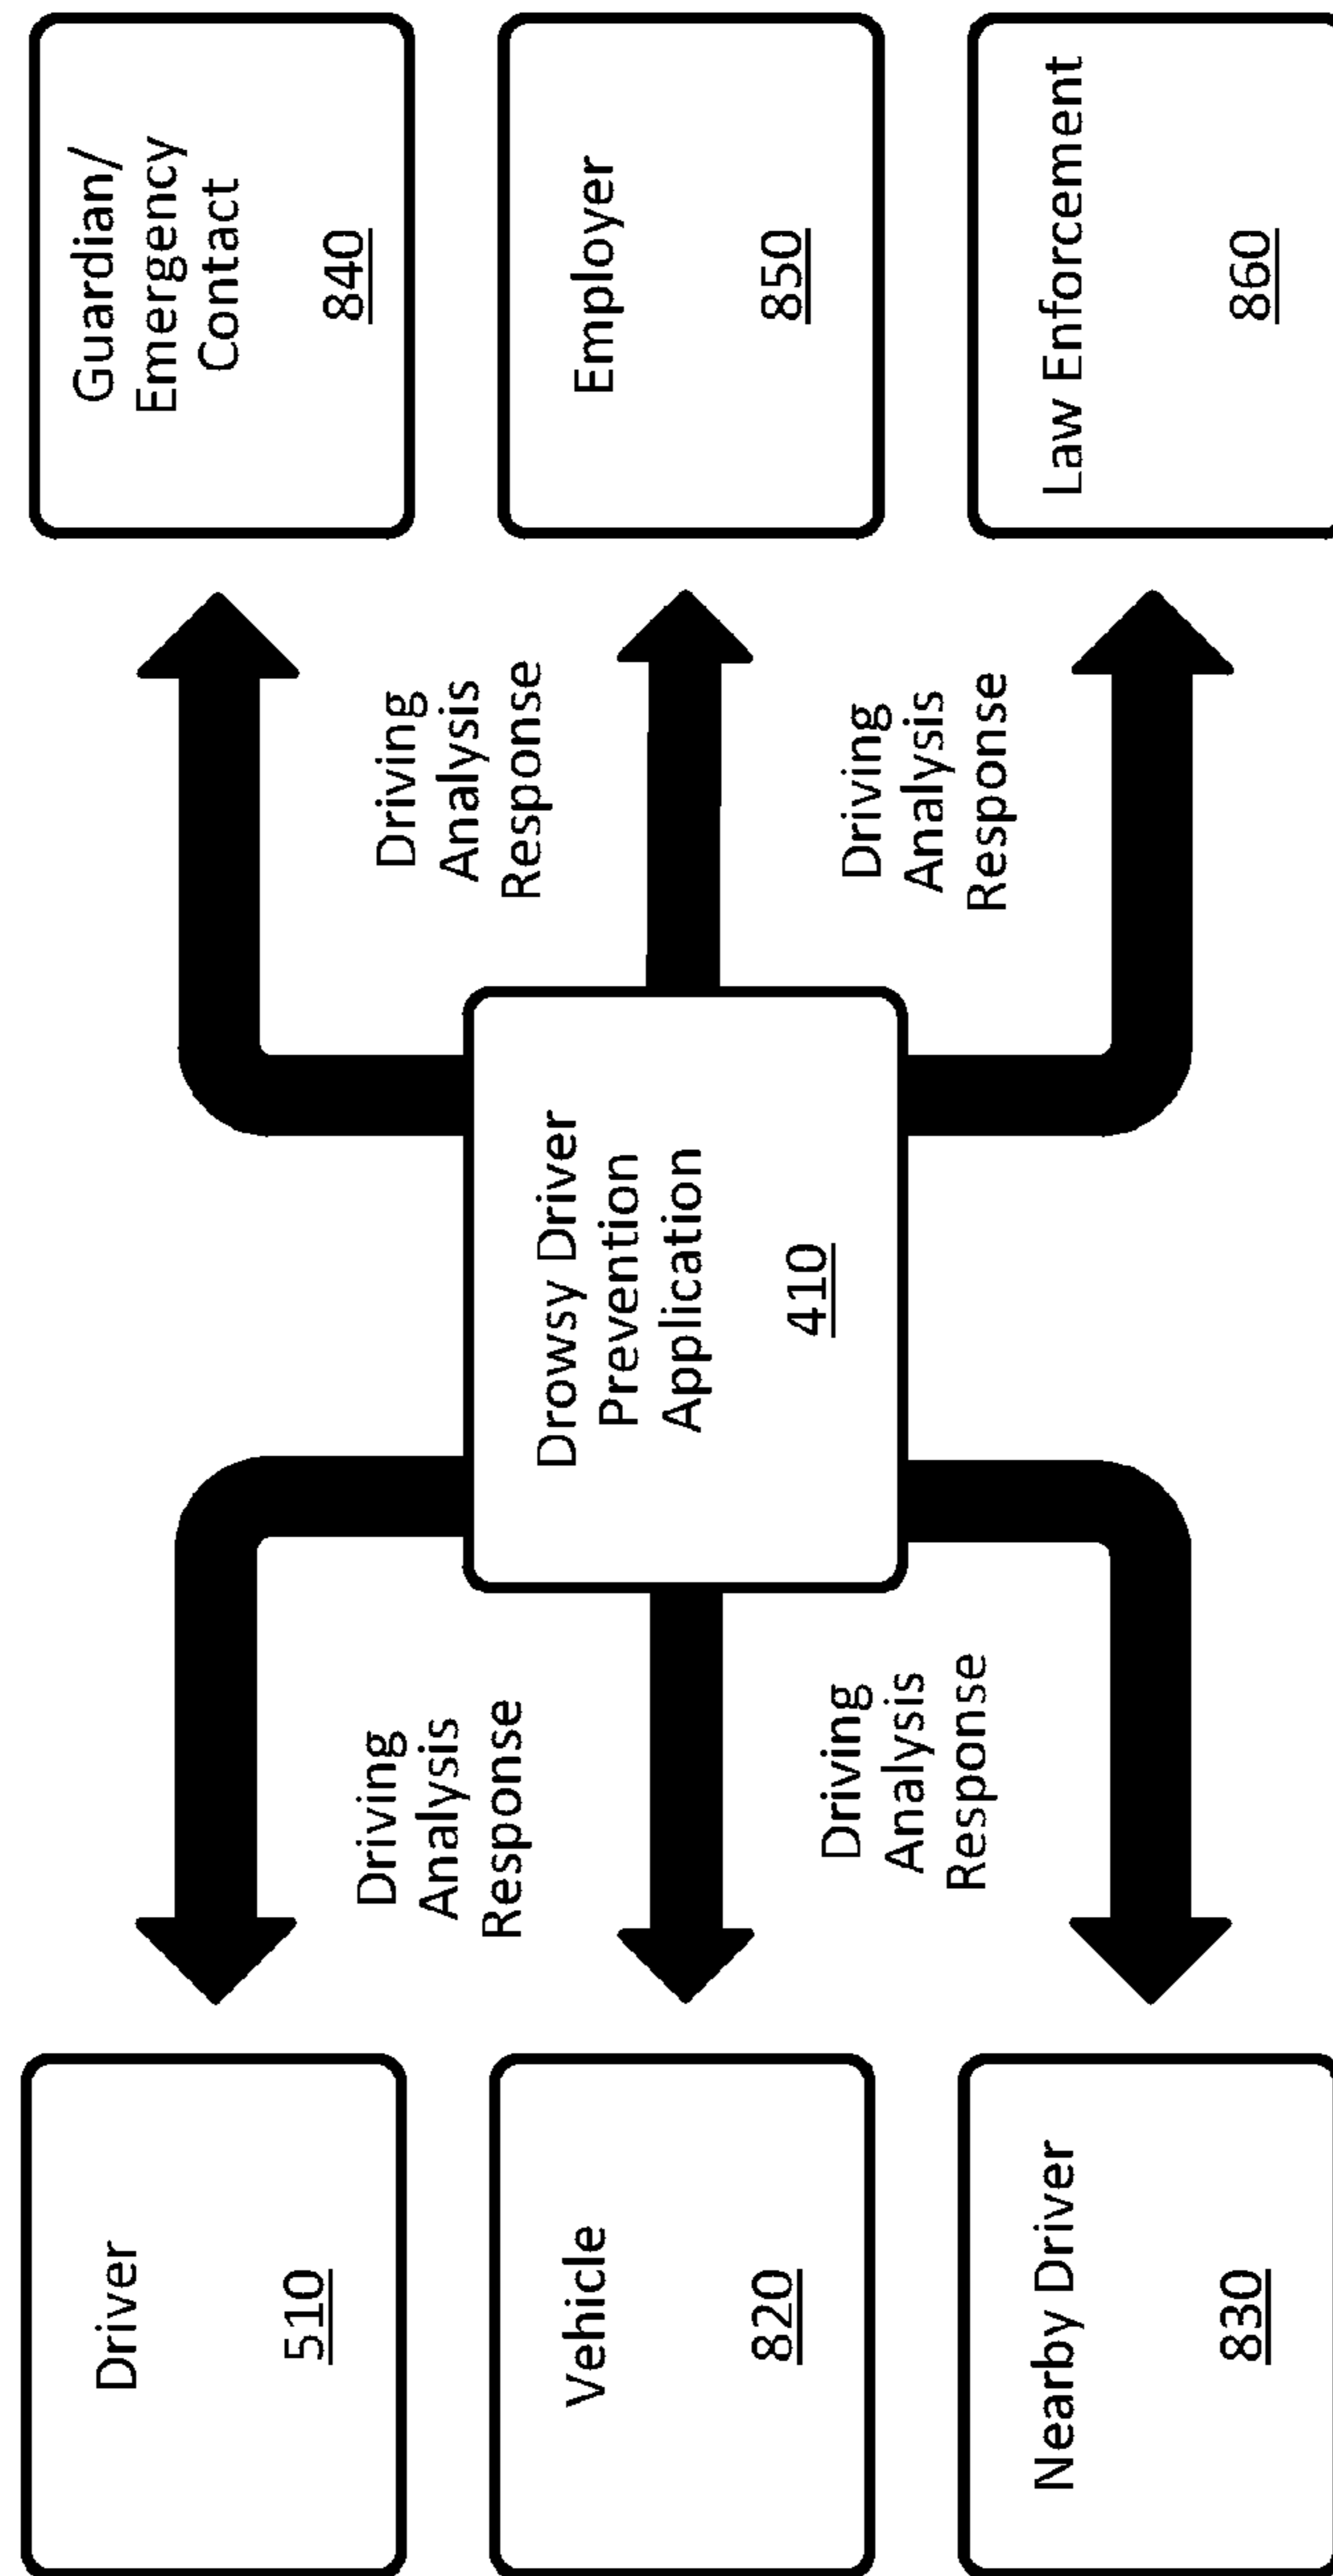 Driver
510
Vehicle
820
Nearby Driver
830
Driving
Analysis
Response
Driving
Analysis
Response
Drowsy Driver
Prevention
Application
410
Driving
Analysis
Response
Driving
Analysis
Response
Guardian/
Emergency
Contact
840
Employer
850
Law Enforcement
860